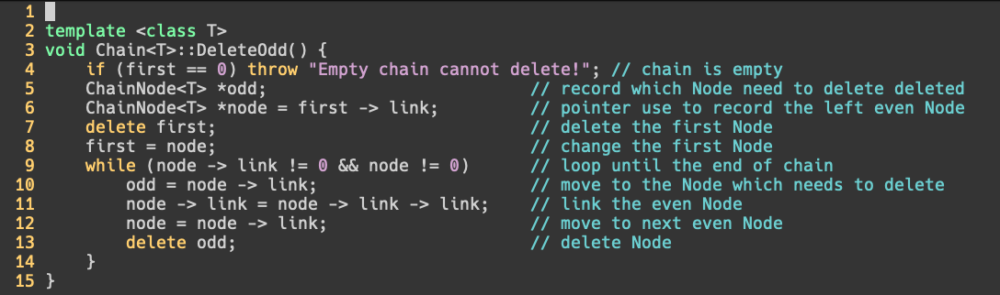 1
2 template <class T>
3 void Chain<T>::DeleteOdd() {
4     if (first == 0) throw "Empty chain cannot delete!"; // chain is empty
5     ChainNode<T> *odd;                          // record which Node need to delete deleted
6     ChainNode<T> *node = first -> link;         // pointer use to record the left even Node
7     delete first;                               // delete the first Node
8     first = node;                               // change the first Node
9     while (node -> link != 0 && node != 0)      // loop until the end of chain
10         odd = node -> link;                     // move to the Node which needs to delete
11         node -> link = node -> link -> link;    // link the even Node
12         node = node -> link;                    // move to next even Node
13         delete odd;                             // delete Node
14     }
15 }